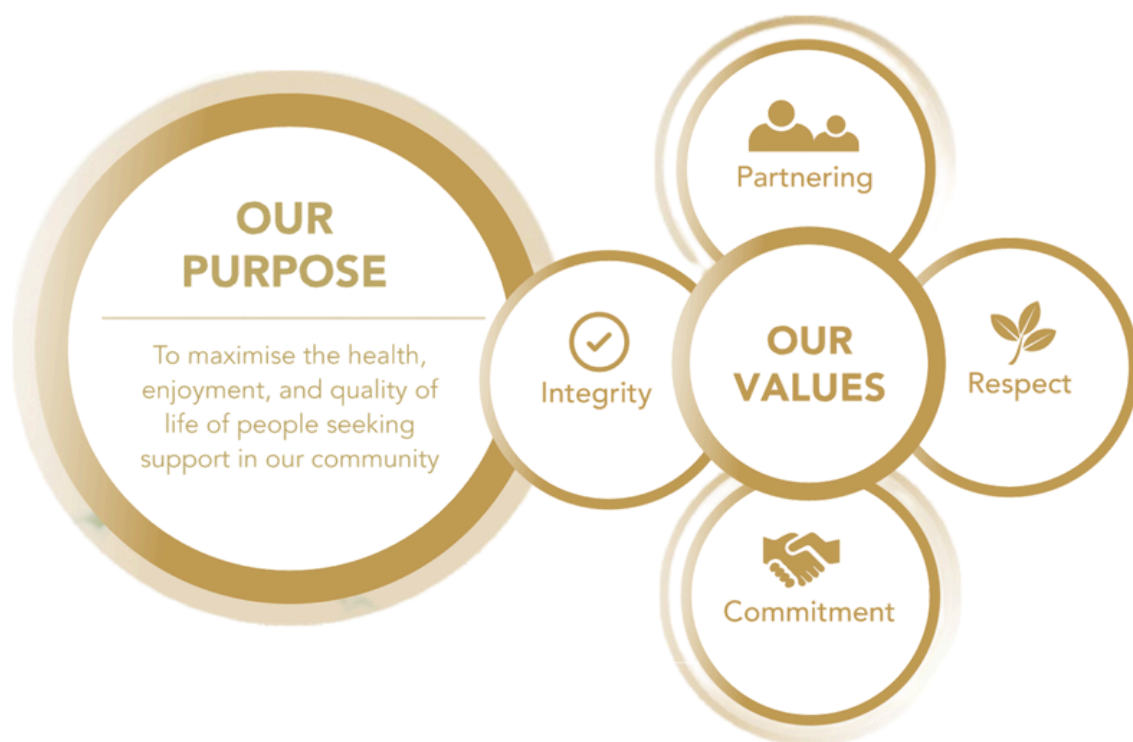 OUR
PURPOSE
To maximise the health,
enjoyment, and quality of
life of people seeking
support in our community
Partnering
Integrity
OUR
VALUES
Respect
Commitment